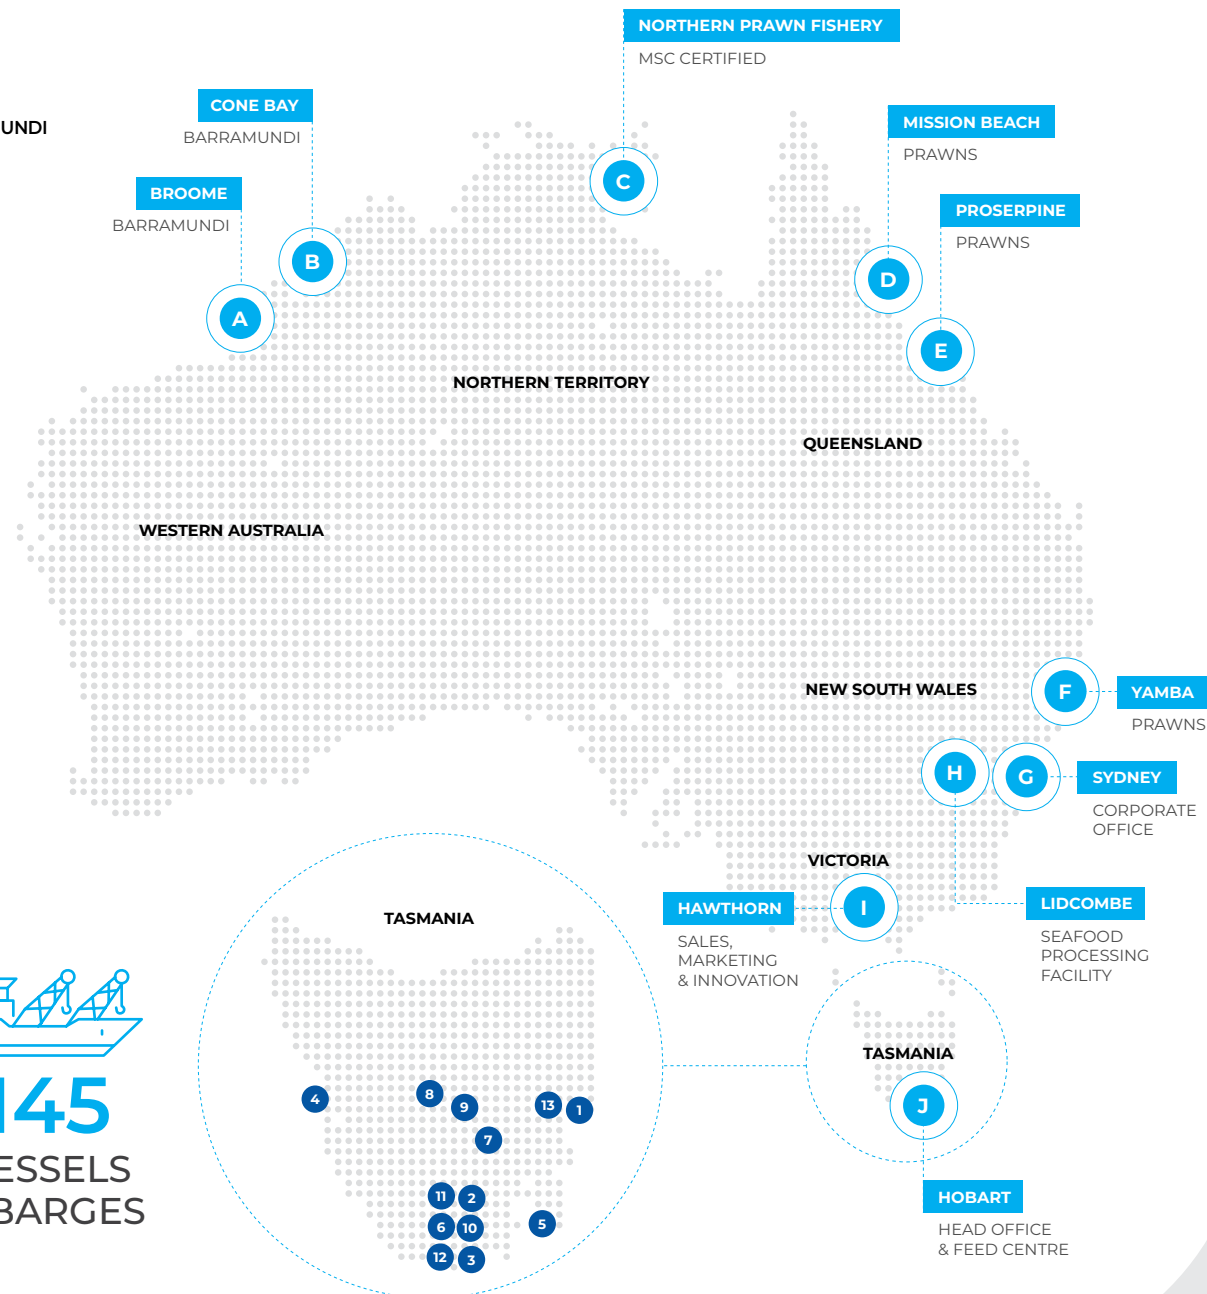 NORTHERN PRAWN FISHERY
MSC CERTIFIED
CONE BAY
BARRAMUNDI
UNDI
MISSION BEACH
PRAWNS
BROOME
BARRAMUNDI
PROSERPINE
PRAWNS
C
B
D
A
E
NORTHERN TERRITORY
QUEENSLAND
WESTERN AUSTRALIA
NEW SOUTH WALES
F
YAMBA
PRAWNS
H
G
SYDNEY
CORPORATE
OFFICE
VICTORIA
HAWTHORN
SALES,
MARKETING
& INNOVATION
I
LIDCOMBE
SEAFOOD
PROCESSING
FACILITY
TASMANIA
TASMANIA
J
HOBART
HEAD OFFICE
& FEED CENTRE
4
8
9
13
1
7
11
2
6
10
5
12
3
145
ESSELS
BARGES